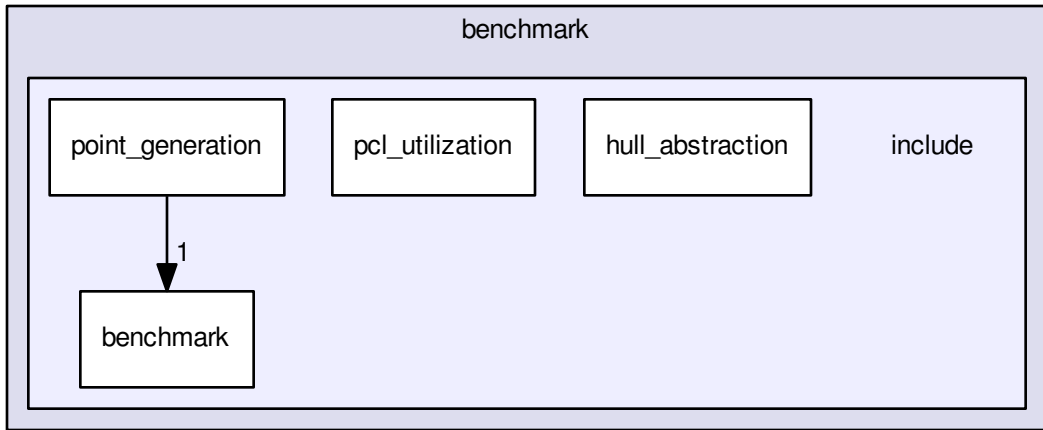 benchmark
point_generation
pcl_utilization
hull_abstraction
include
1
benchmark